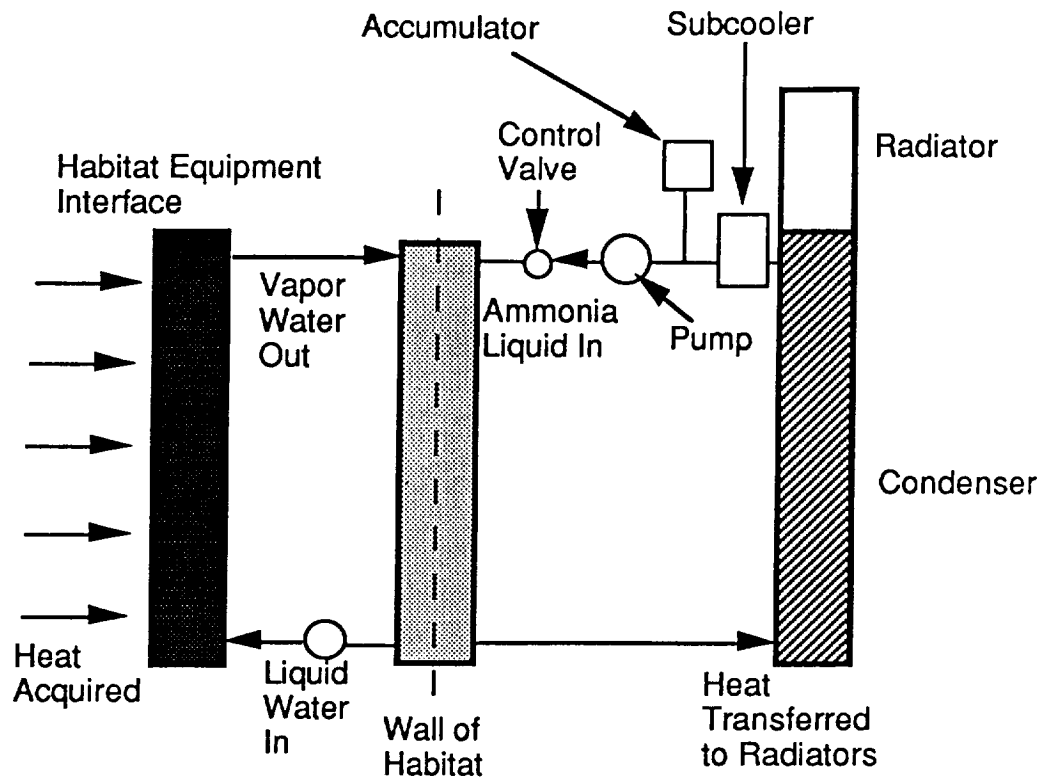 Accumulator
Subcooler
Control
Valve
Radiator
Habitat Equipment
Interface
Vapor
Water
Out
Ammonia
Liquid In
Pump
Condenser
Heat
Acquired
Liquid
Water
In
Wall of
Habitat
Heat
Transferred
to Radiators